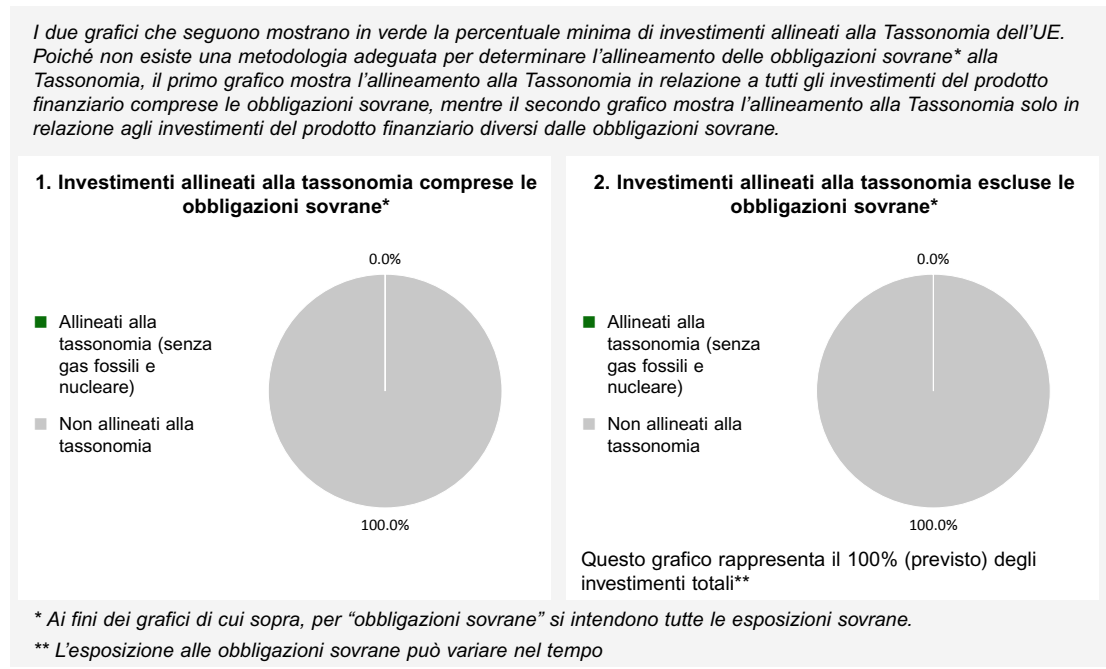 I due grafici che seguono mostrano in verde la percentuale minima di investimenti allineati alla Tassonomia dell'UE.
Poiché non esiste una metodologia adeguata per determinare l'allineamento delle obbligazioni sovrane* alla
Tassonomia, il primo grafico mostra l'allineamento alla Tassonomia in relazione a tutti gli investimenti del prodotto
finanziario comprese le obbligazioni sovrane, mentre il secondo grafico mostra l'allineamento alla Tassonomia solo in
relazione agli investimenti del prodotto finanziario diversi dalle obbligazioni sovrane.
1. Investimenti allineati alla tassonomia comprese le
obbligazioni sovrane*
0.0%
Allineati alla
tassonomia (senza
gas fossili e
nucleare)
Non allineati alla
tassonomia
100.0%
2. Investimenti allineati alla tassonomia escluse le
obbligazioni sovrane*
0.0%
Allineati alla
tassonomia (senza
gas fossili e
nucleare)
Non allineati alla
tassonomia
100.0%
Questo grafico rappresenta il 100% (previsto) degli
investimenti totali**
* Ai fini dei grafici di cui sopra, per "obbligazioni sovrane" si intendono tutte le esposizioni sovrane.
** L'esposizione alle obbligazioni sovrane può variare nel tempo